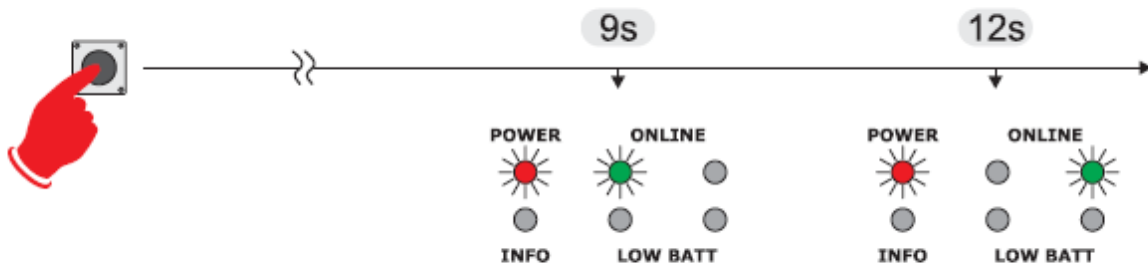 9s 12s
POWER ONLINE POWER ONLINE
INFO LOW BATT INFO LOW BATT